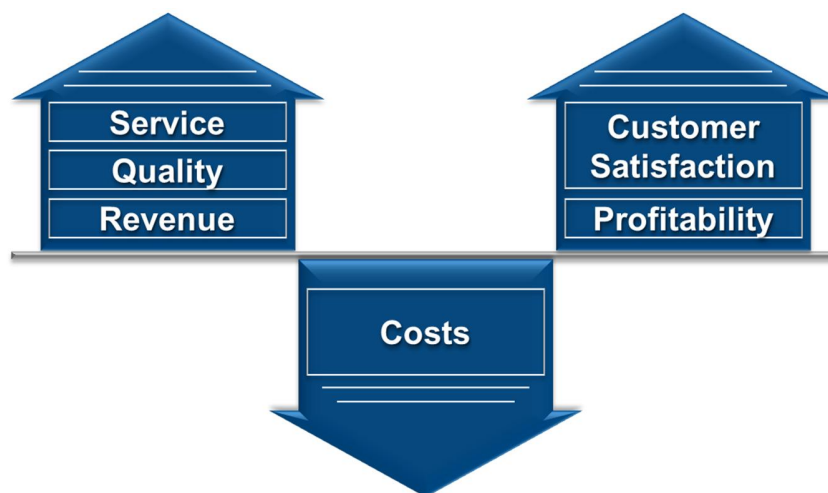 Service
Quality
Revenue
Customer
Satisfaction
Profitability
Costs